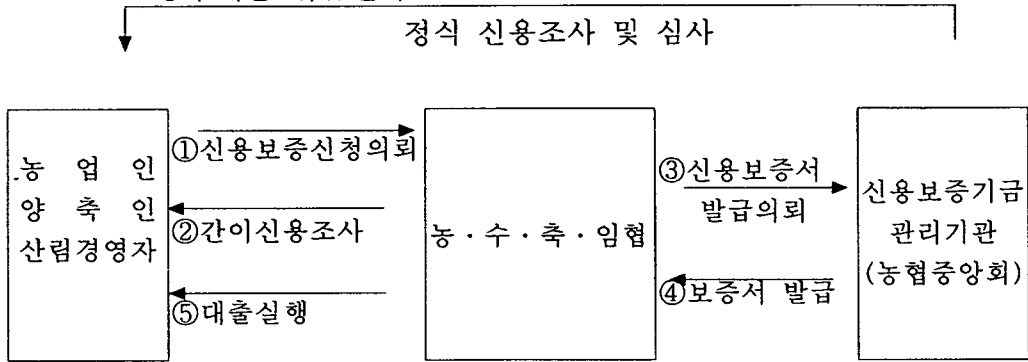 정식 신용조사 및 심사
①신용보증신청의뢰
농 업 인
양 축 인
산림경영자
②간이신용조사
⑤대출실행
농·수·축·임협
③신용보증서
발급의뢰
④보증서 발급
신용보증기금
관리기관
(농협중앙회)